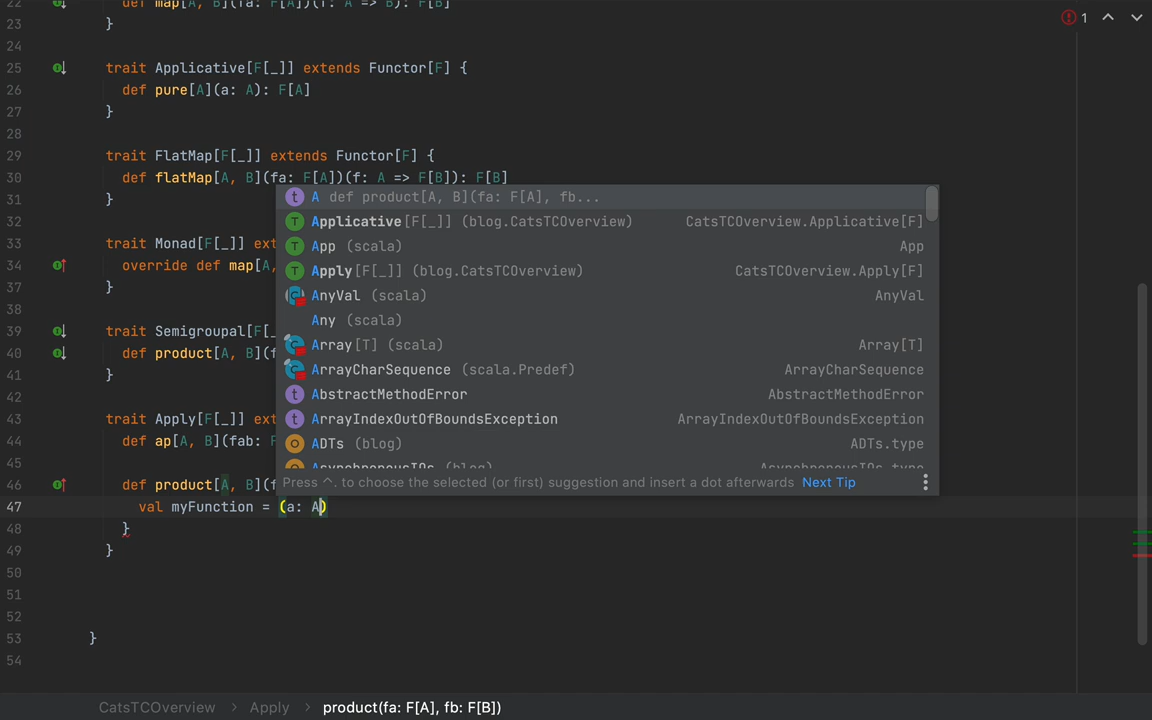 22 def map[A, B](fa: F[A])(f: A => B): F[B]
1
23 }
24
25 trait Applicative[F[_]] extends Functor[F] {
26 def pure[A](a: A): F[A]
27 }
28
29 trait FlatMap[F[_]] extends Functor[F] {
30 def flatMap[A, B](fa: F[A])(f: A => F[B]): F[B]
31 }
32
33 trait Monad[F[_]] ext
34 override def map[A,
37 }
38
39 trait Semigroupal[F[_
40 def product[A, B](f
41 }
42
43 trait Apply[F[_]] ext
44 def ap[A, B](fab: F
45
46 def product[A, B](f
47 val myFunction = (a: A)
48 }
49 }
50
51
52
53 }
54
A def product[A, B](fa: F[A], fb...
Applicative[F[_]] (blog.CatsTCOverview) CatsTCOverview.Applicative[F]
App (scala) App
Apply[F[_]] (blog.CatsTCOverview) CatsTCOverview.Apply[F]
AnyVal (scala) AnyVal
Any (scala)
Array[T] (scala) Array[T]
ArrayCharSequence (scala.Predef) ArrayCharSequence
AbstractMethodError AbstractMethodError
ArrayIndexOutOfBoundsException ArrayIndexOutOfBoundsException
ADTs (blog) ADTs.type
AsynchronousIOs (blog) AsynchronousIOs.type
Press ^. to choose the selected (or first) suggestion and insert a dot afterwards Next Tip
CatsTCOverview > Apply > product(fa: F[A], fb: F[B])